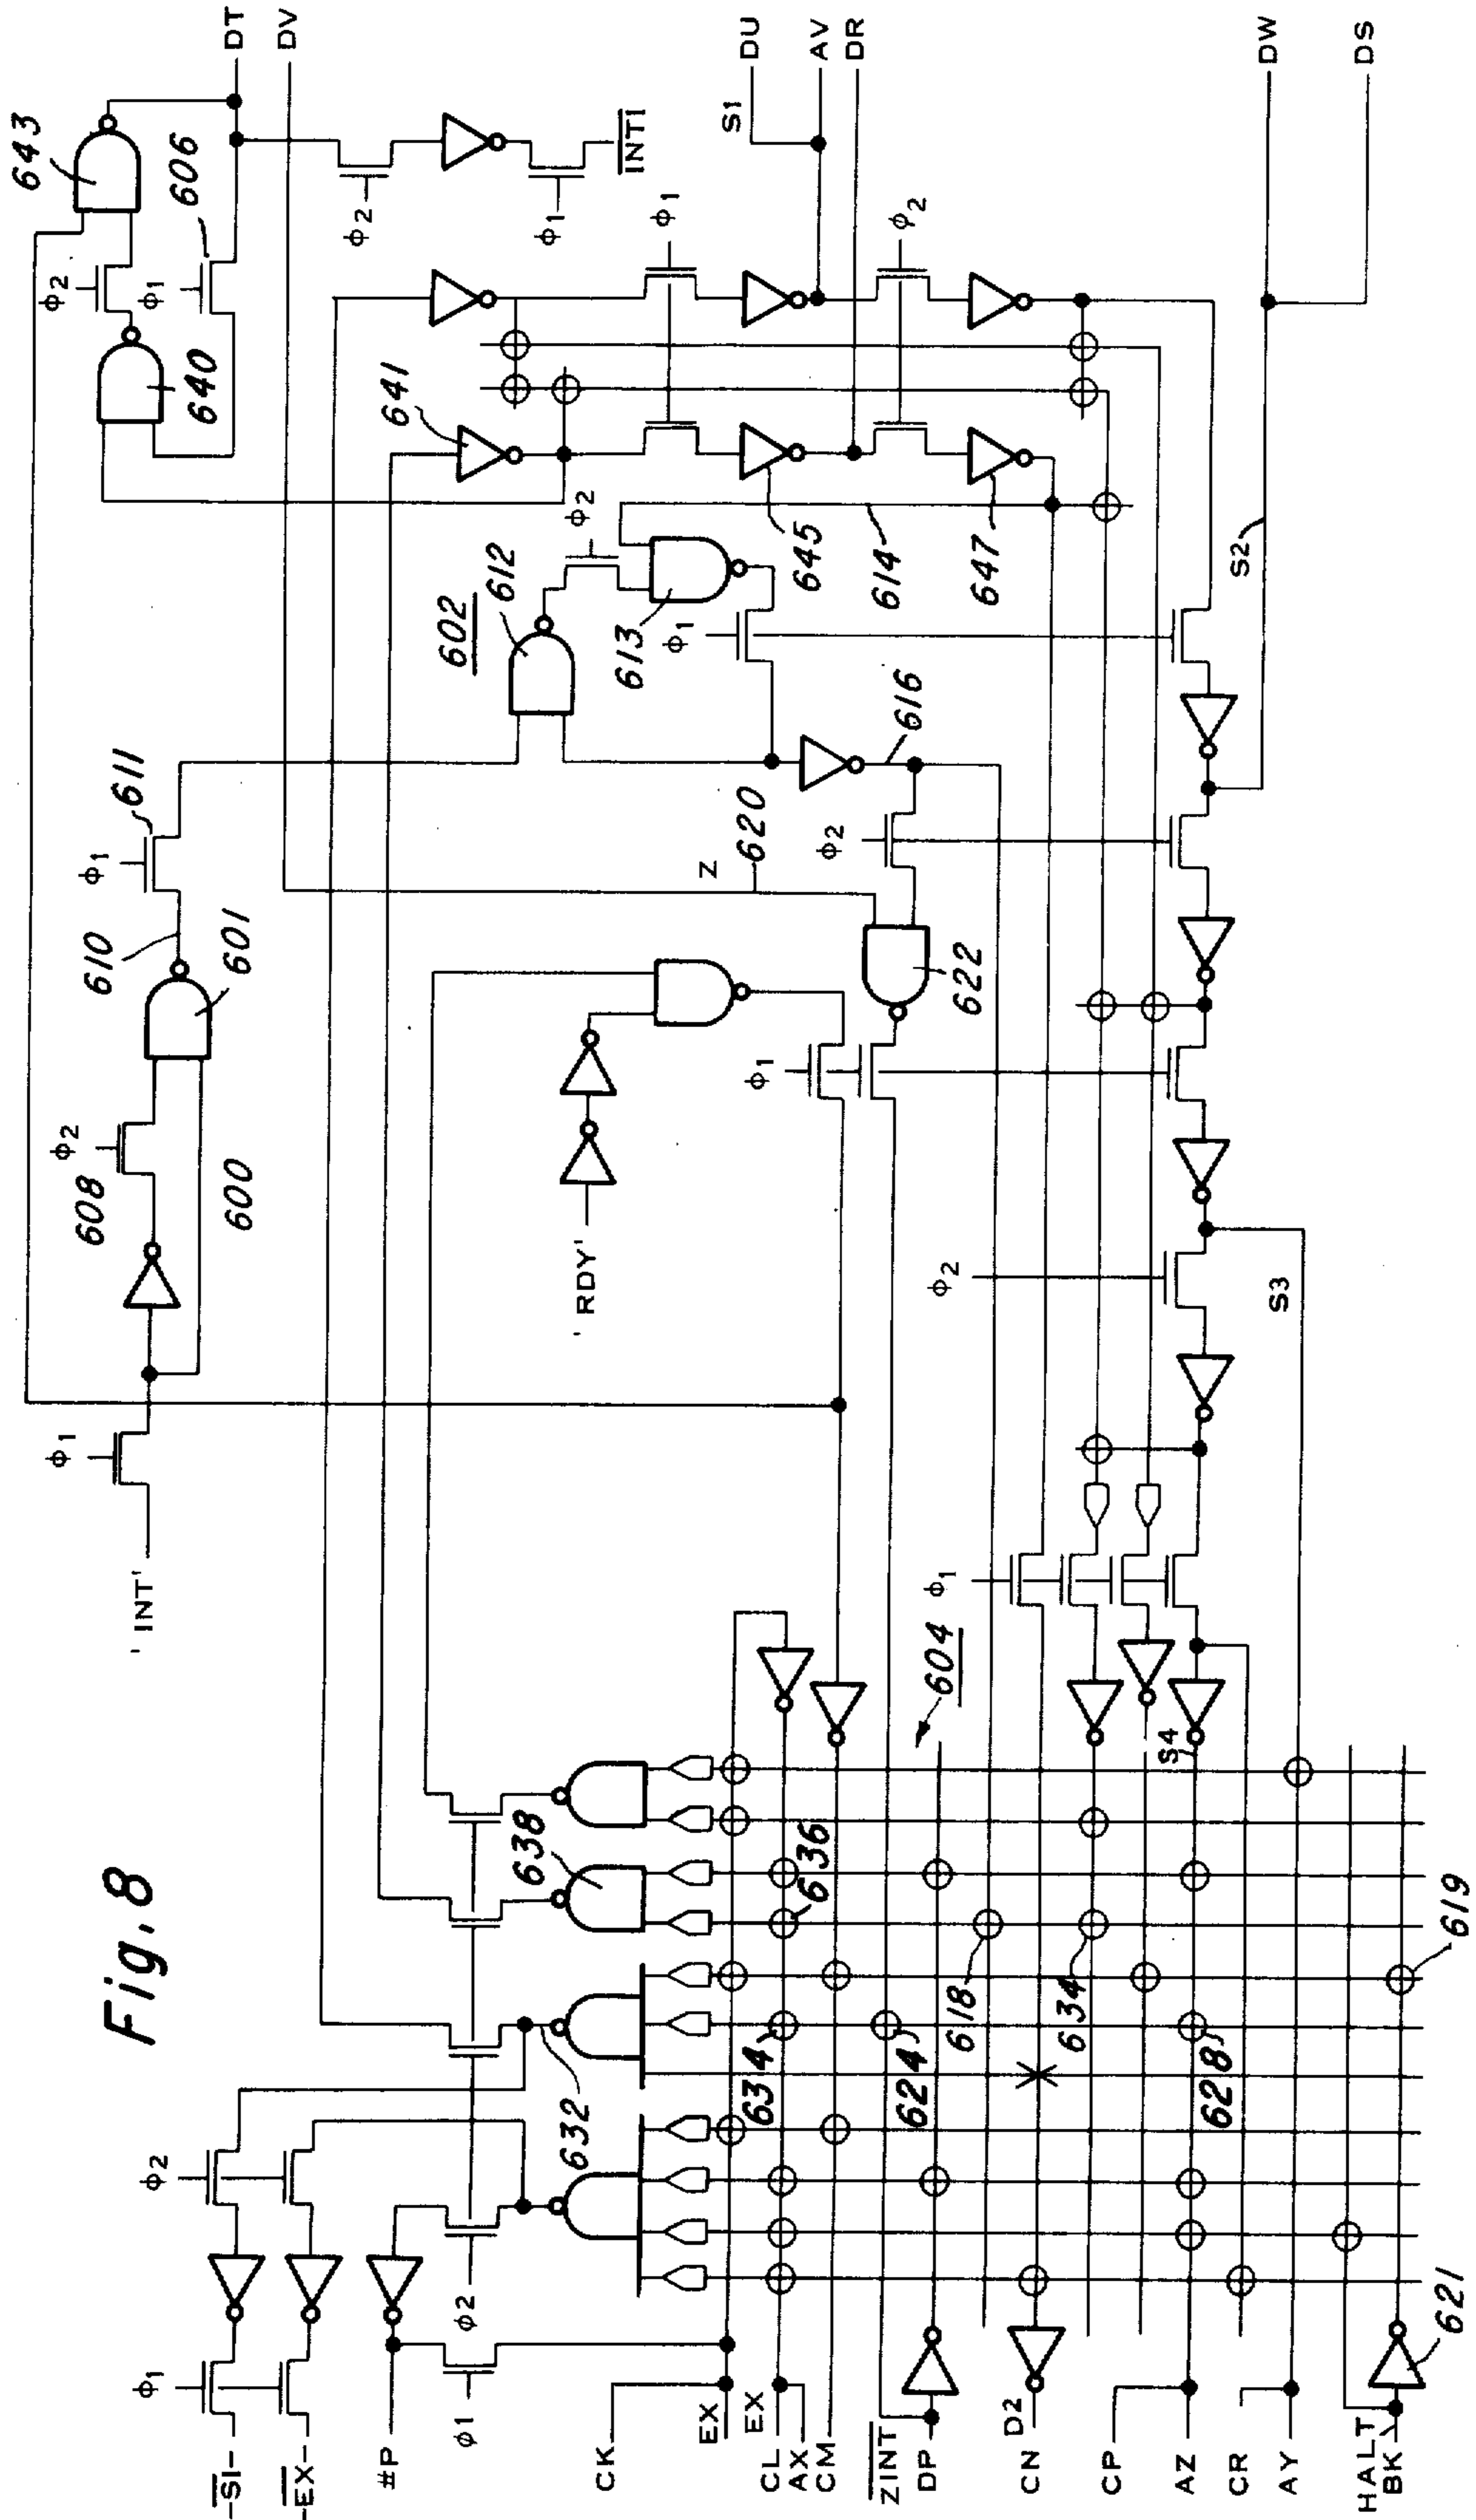 Fig. 8
643
DT
DV
606
φ2
φ1
640
φ2
φ1
INT1
DU
S1
AV
DR
DW
DS
641
φ1
φ2
φ2
602
612
613
φ1
645
614
647
S2
611
φ1
610
601
φ2
608
600
φ1
'INT'
616
Z
620
φ2
622
φ1
'RDY'
φ2
S3
φ1
604
S4
638
636
618
634
634
624
628
619
632
φ2
φ1
-SI-
-EX-
#P
φ2
φ1
CK
EX
EX
CL
AX
CM
ZINT
DP
D2
CN
CP
AZ
CR
AY
HALT
BK
621